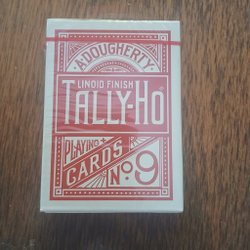 A. DOUGHERTY
LINOID FINISH
TALLY-HO
PLAYING
CARDS
No. 9